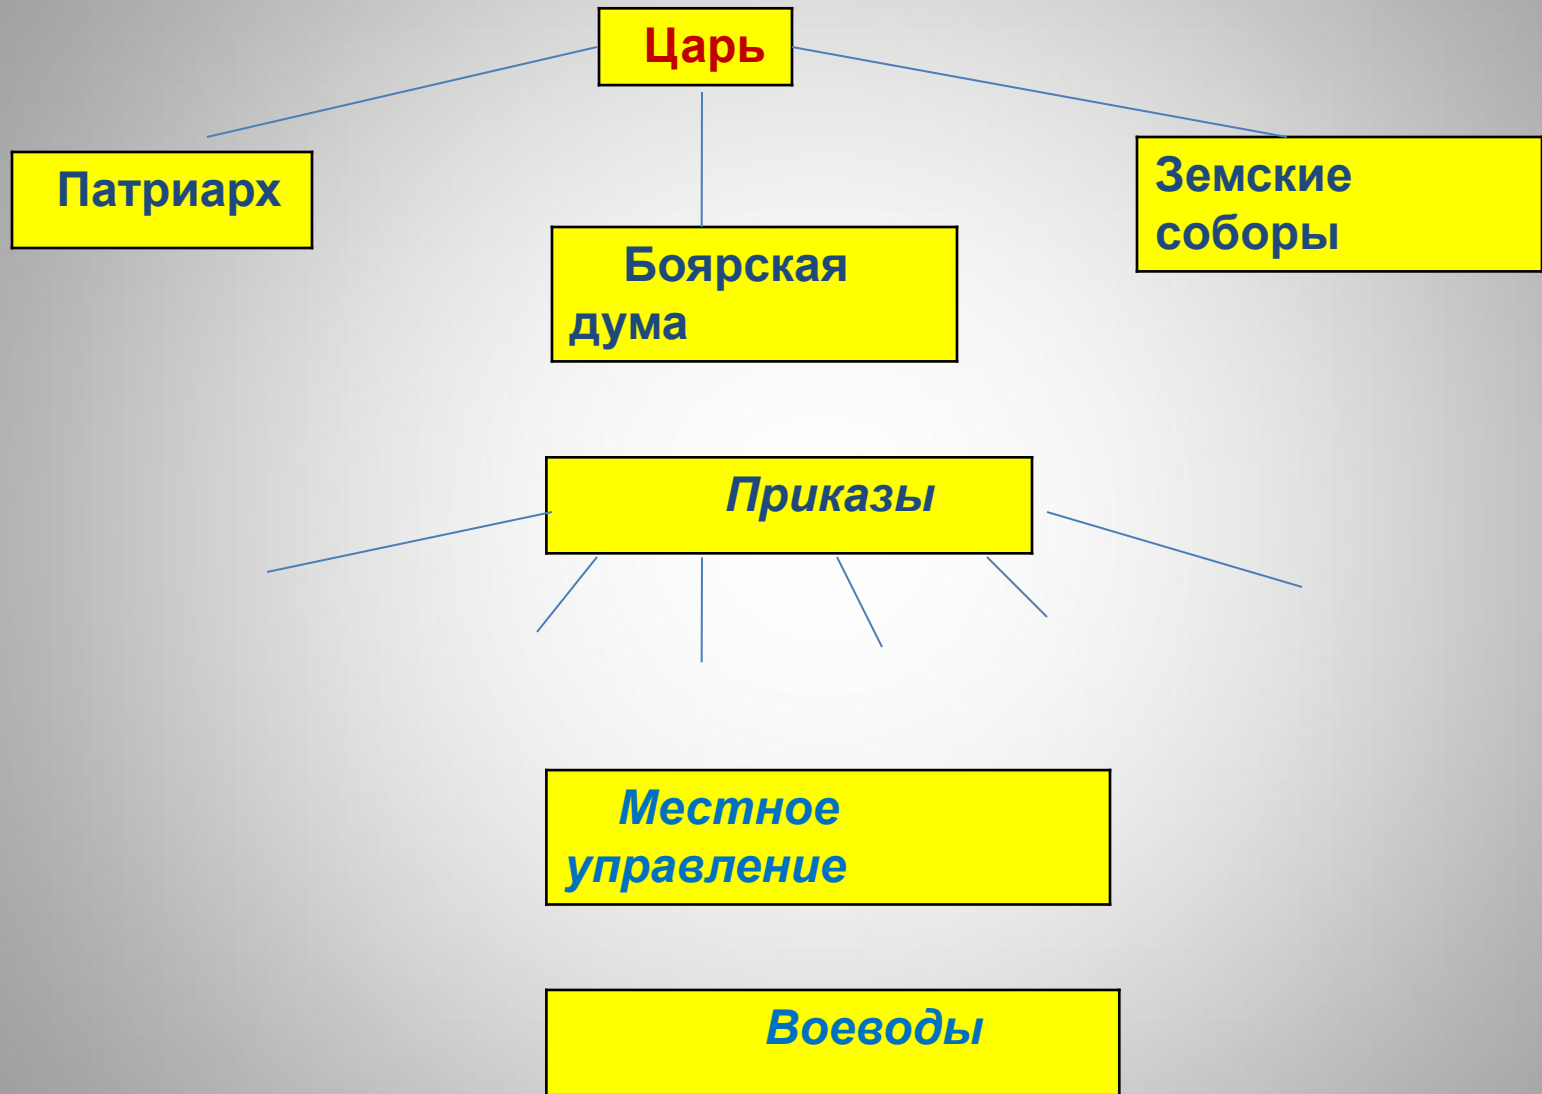 Царь
Патриарх
Земские
соборы
Боярская
дума
Приказы
Местное
управление
Воеводы